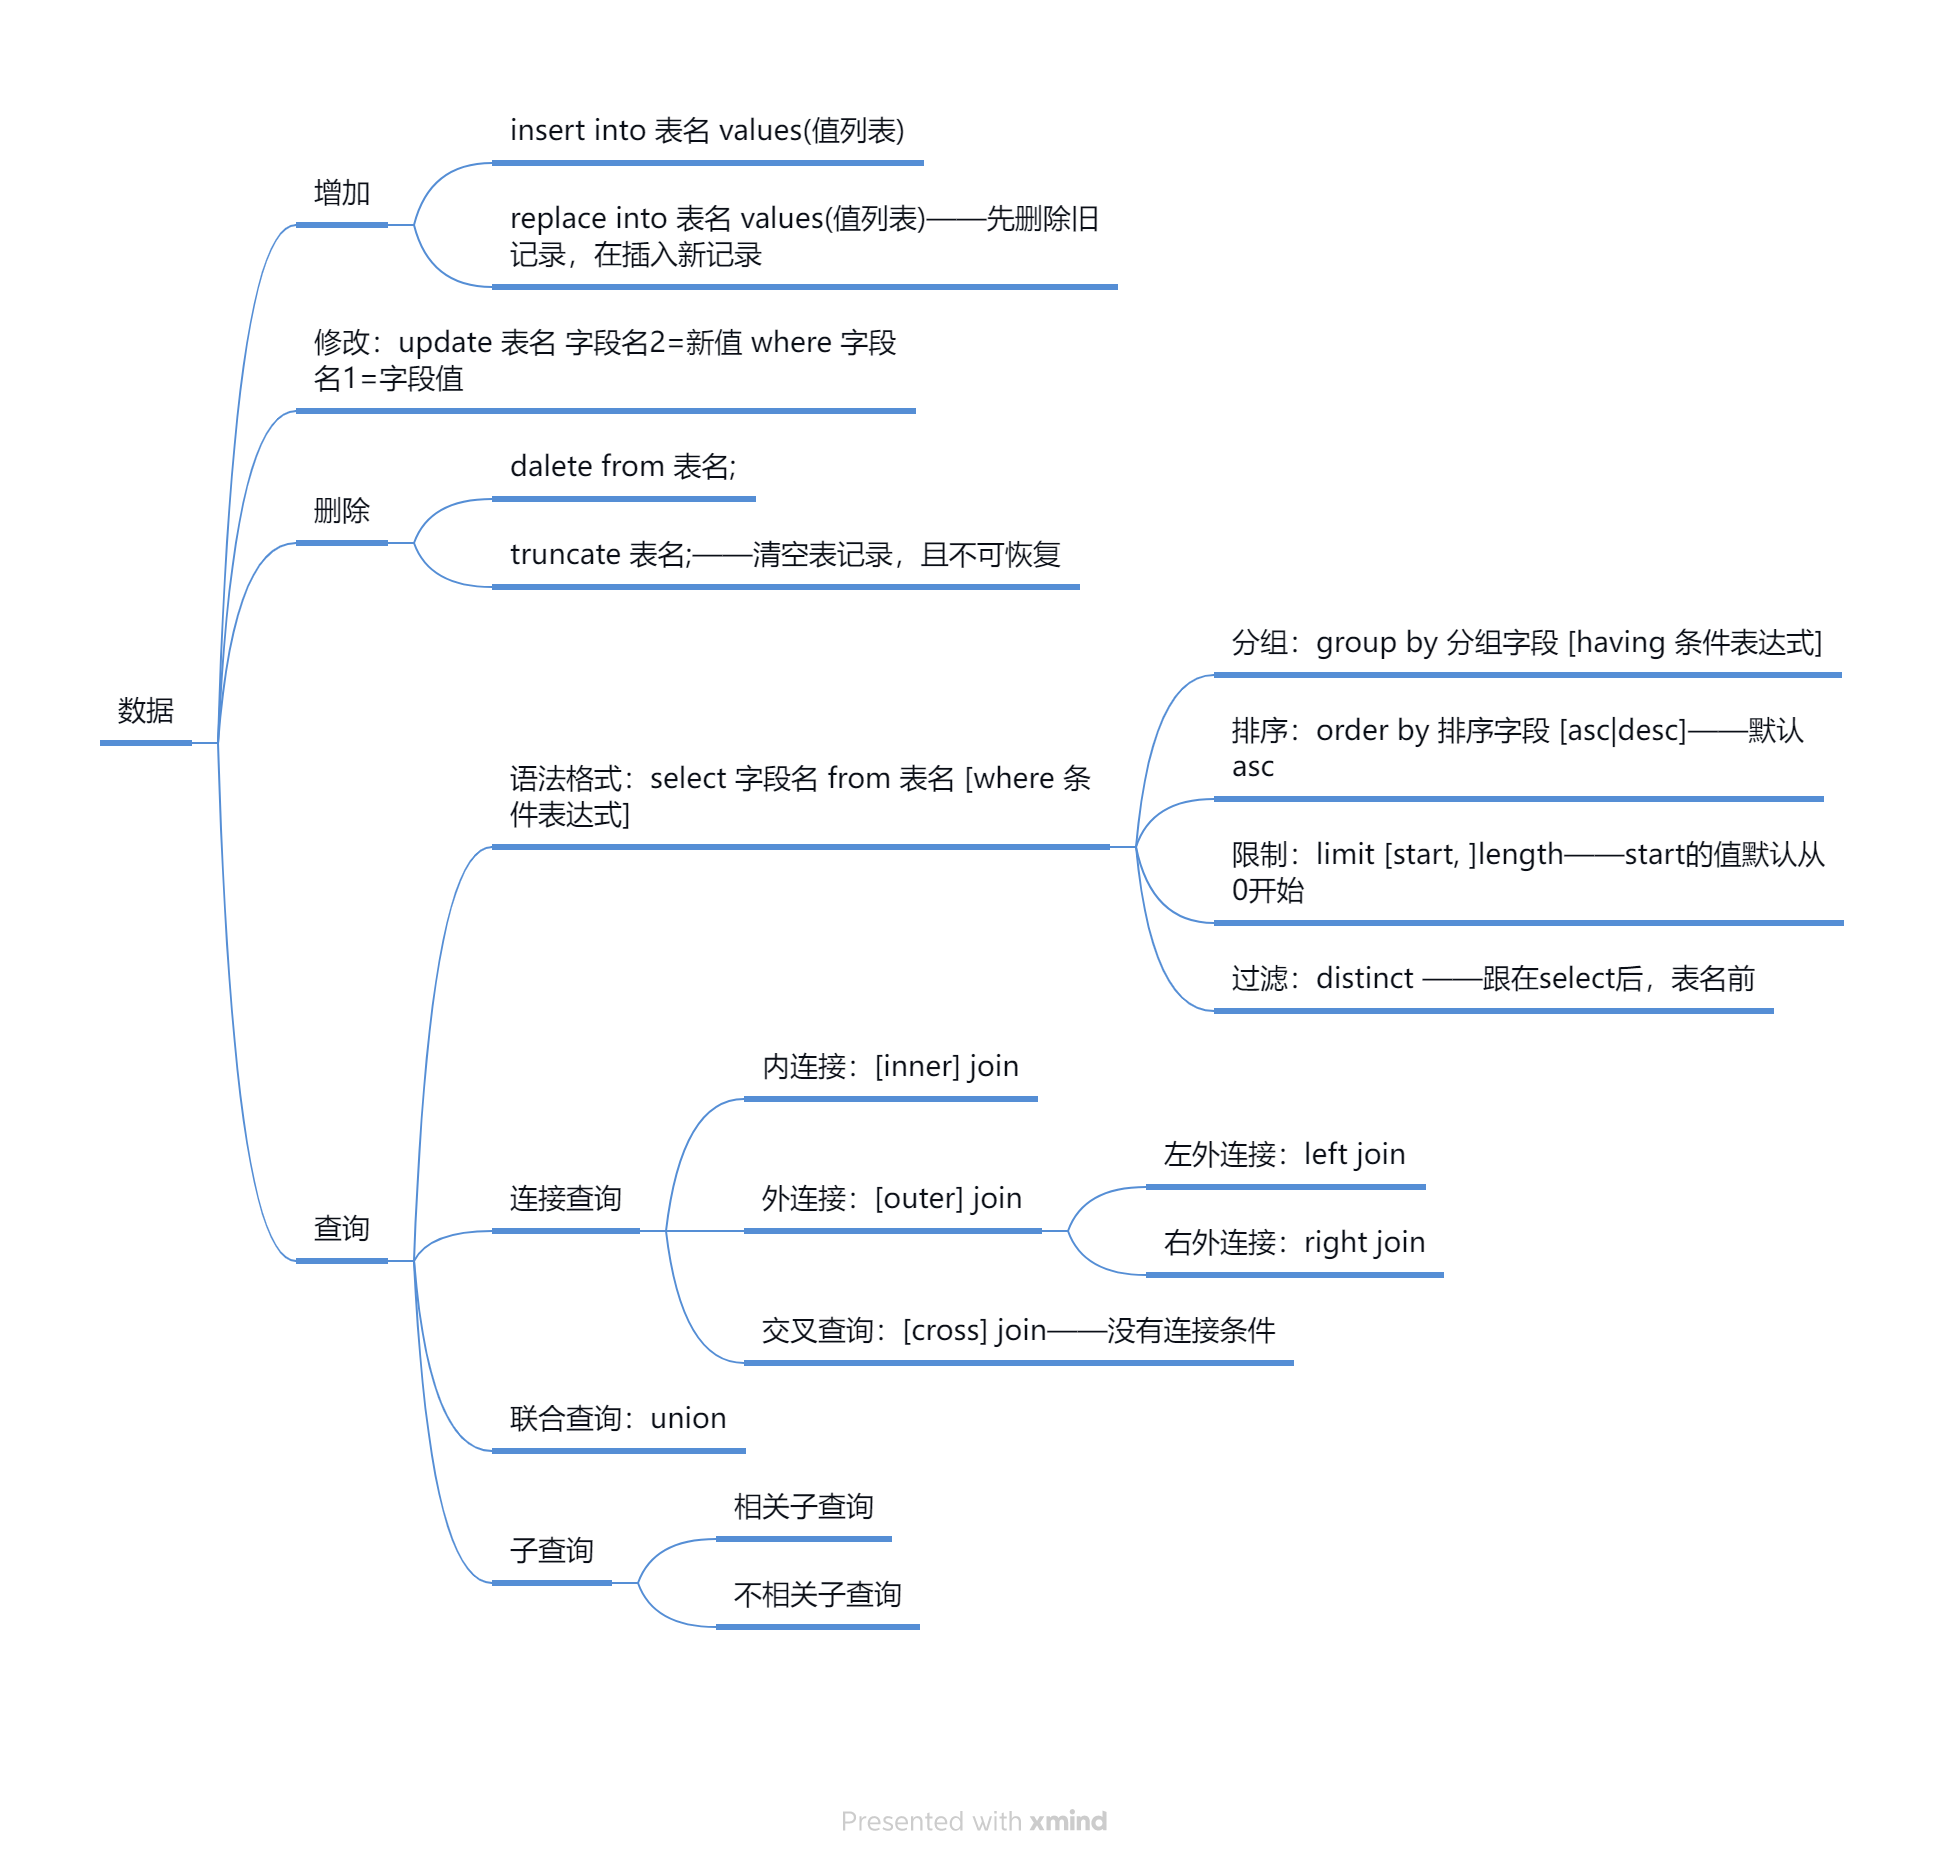 insert into 表名 values(值列表)
增加
replace into 表名 values(值列表)——先删除旧
记录，在插入新记录
修改：update 表名 字段名2=新值 where 字段
名1=字段值
dalete from 表名;
删除
truncate 表名;——清空表记录，且不可恢复
数据
分组：group by 分组字段 [having 条件表达式]
排序：order by 排序字段 [asc|desc]——默认
asc
语法格式：select 字段名 from 表名 [where 条
件表达式]
限制：limit [start, ]length——start的值默认从
0开始
过滤：distinct ——跟在select后，表名前
内连接：[inner] join
左外连接：left join
连接查询
外连接：[outer] join
查询
右外连接：right join
交叉查询：[cross] join——没有连接条件
联合查询：union
相关子查询
子查询
不相关子查询
Presented with xmind